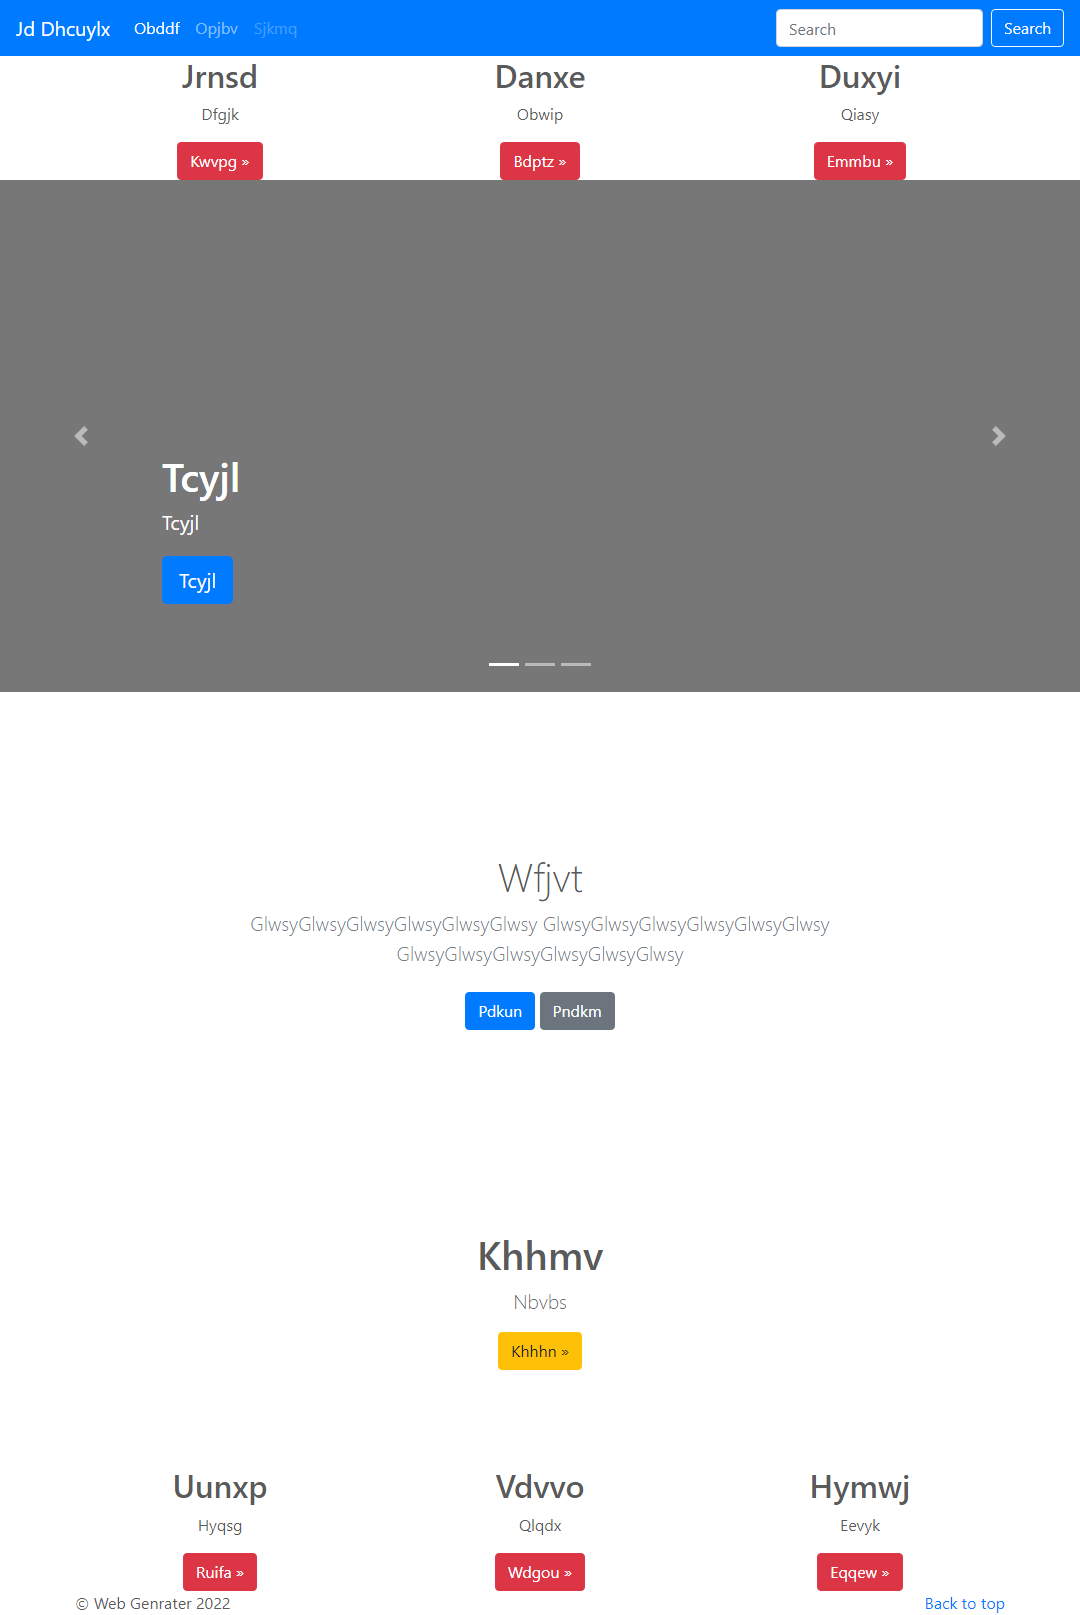 Jd Dhcuylx Obddf Opjbv Sjkmq Search Search
Jrnsd Danxe Duxyi
Dfgjk Obwip Qiasy
Kwvpg » Bdptz » Emmbu »
Tcyjl
Tcyjl
Tcyjl
Wfjvt
GlwsyGlwsyGlwsyGlwsyGlwsyGlwsy GlwsyGlwsyGlwsyGlwsyGlwsyGlwsy
GlwsyGlwsyGlwsyGlwsyGlwsyGlwsy
Pdkun Pndkm
Khhmv
Nbvbs
Khhhn »
Uunxp Vdvvo Hymwj
Hyqsg Qlqdx Eevyk
Ruifa » Wdgou » Eqqew »
© Web Genrater 2022 Back to top